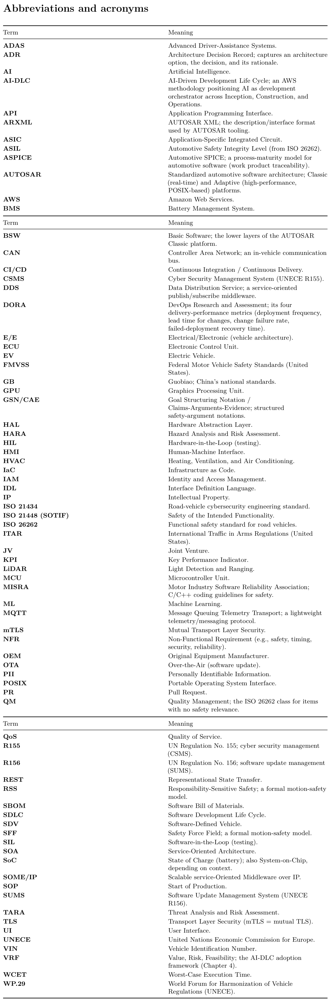 Abbreviations and acronyms
Term Meaning
ADAS Advanced Driver-Assistance Systems.
ADR Architecture Decision Record; captures an architecture
option, the decision, and its rationale.
AI Artificial Intelligence.
AI-DLC AI-Driven Development Life Cycle; an AWS
methodology positioning AI as development
orchestrator across Inception, Construction, and
Operations.
API Application Programming Interface.
ARXML AUTOSAR XML; the description/interface format
used by AUTOSAR tooling.
ASIC Application-Specific Integrated Circuit.
ASIL Automotive Safety Integrity Level (from ISO 26262).
ASPICE Automotive SPICE; a process-maturity model for
automotive software (work product traceability).
AUTOSAR Standardized automotive software architecture; Classic
(real-time) and Adaptive (high-performance,
POSIX-based) platforms.
AWS Amazon Web Services.
BMS Battery Management System.
Term Meaning
BSW Basic Software; the lower layers of the AUTOSAR
Classic platform.
CAN Controller Area Network; an in-vehicle communication
bus.
CI/CD Continuous Integration / Continuous Delivery.
CSMS Cyber Security Management System (UNECE R155).
DDS Data Distribution Service; a service-oriented
publish/subscribe middleware.
DORA DevOps Research and Assessment; its four
delivery-performance metrics (deployment frequency,
lead time for changes, change failure rate,
failed-deployment recovery time).
E/E Electrical/Electronic (vehicle architecture).
ECU Electronic Control Unit.
EV Electric Vehicle.
FMVSS Federal Motor Vehicle Safety Standards (United
States).
GB Guobiao; China's national standards.
GPU Graphics Processing Unit.
GSN/CAE Goal Structuring Notation /
Claims-Arguments-Evidence; structured
safety-argument notations.
HAL Hardware Abstraction Layer.
HARA Hazard Analysis and Risk Assessment.
HIL Hardware-in-the-Loop (testing).
HMI Human-Machine Interface.
HVAC Heating, Ventilation, and Air Conditioning.
IaC Infrastructure as Code.
IAM Identity and Access Management.
IDL Interface Definition Language.
IP Intellectual Property.
ISO 21434 Road-vehicle cybersecurity engineering standard.
ISO 21448 (SOTIF) Safety of the Intended Functionality.
ISO 26262 Functional safety standard for road vehicles.
ITAR International Traffic in Arms Regulations (United
States).
JV Joint Venture.
KPI Key Performance Indicator.
LiDAR Light Detection and Ranging.
MCU Microcontroller Unit.
MISRA Motor Industry Software Reliability Association;
C/C++ coding guidelines for safety.
ML Machine Learning.
MQTT Message Queuing Telemetry Transport; a lightweight
telemetry/messaging protocol.
mTLS Mutual Transport Layer Security.
NFR Non-Functional Requirement (e.g., safety, timing,
security, reliability).
OEM Original Equipment Manufacturer.
OTA Over-the-Air (software update).
PII Personally Identifiable Information.
POSIX Portable Operating System Interface.
PR Pull Request.
QM Quality Management; the ISO 26262 class for items
with no safety relevance.
Term Meaning
QoS Quality of Service.
R155 UN Regulation No. 155; cyber security management
(CSMS).
R156 UN Regulation No. 156; software update management
(SUMS).
REST Representational State Transfer.
RSS Responsibility-Sensitive Safety; a formal motion-safety
model.
SBOM Software Bill of Materials.
SDLC Software Development Life Cycle.
SDV Software-Defined Vehicle.
SFF Safety Force Field; a formal motion-safety model.
SIL Software-in-the-Loop (testing).
SOA Service-Oriented Architecture.
SoC State of Charge (battery); also System-on-Chip,
depending on context.
SOME/IP Scalable service-Oriented Middleware over IP.
SOP Start of Production.
SUMS Software Update Management System (UNECE
R156).
TARA Threat Analysis and Risk Assessment.
TLS Transport Layer Security (mTLS = mutual TLS).
UI User Interface.
UNECE United Nations Economic Commission for Europe.
VIN Vehicle Identification Number.
VRF Value, Risk, Feasibility; the AI-DLC adoption
framework (Chapter 4).
WCET Worst-Case Execution Time.
WP.29 World Forum for Harmonization of Vehicle
Regulations (UNECE).